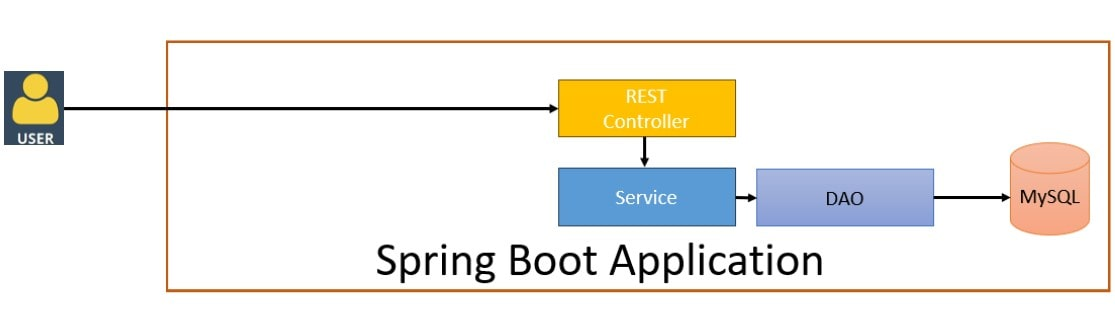 USER
REST
Controller
Service
DAO
MySQL
Spring Boot Application